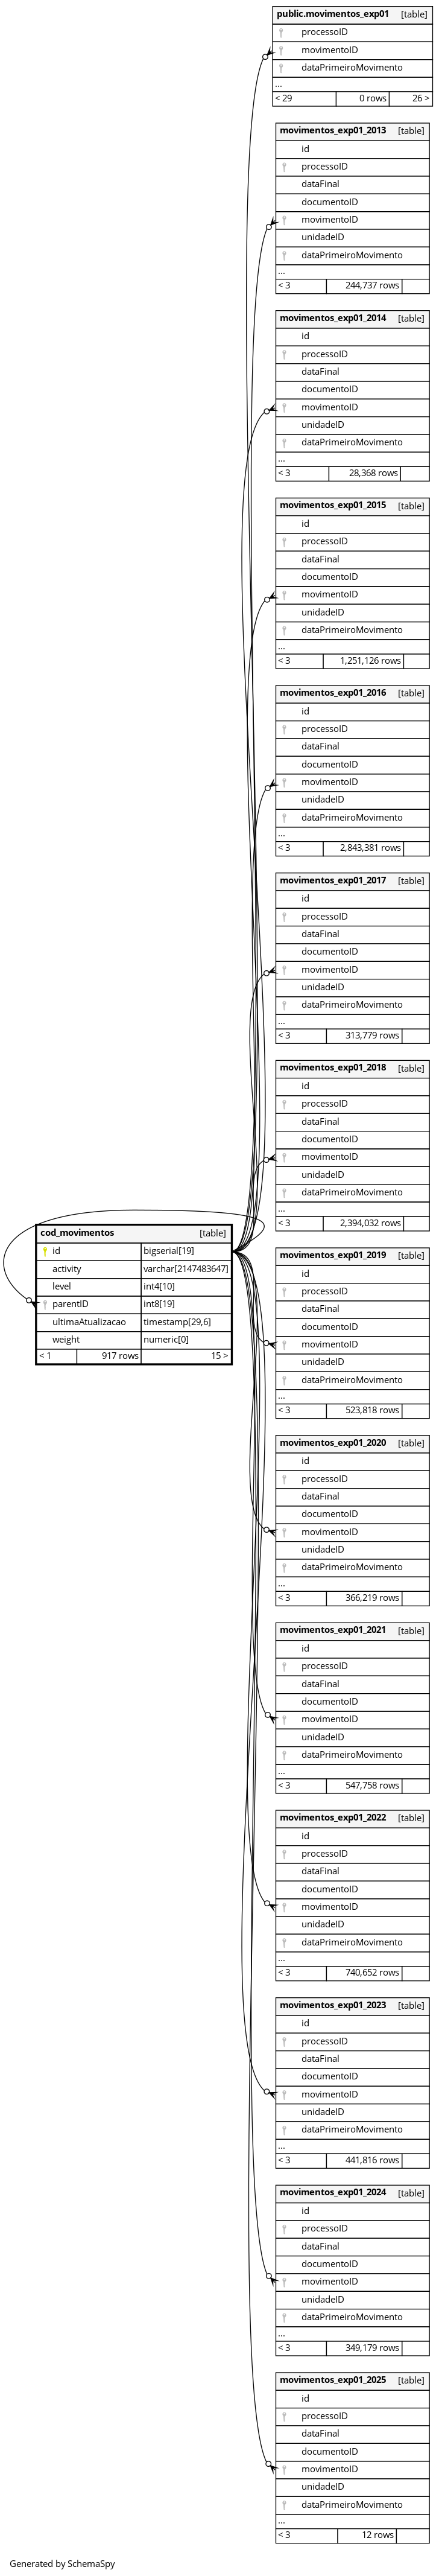 public.movimentos_exp01 [table]
processoID
movimentoID
dataPrimeiroMovimento
...
< 29 0 rows 26 >
movimentos_exp01_2013 [table]
id
processoID
dataFinal
documentoID
movimentoID
unidadeID
dataPrimeiroMovimento
...
< 3 244,737 rows
movimentos_exp01_2014 [table]
id
processoID
dataFinal
documentoID
movimentoID
unidadeID
dataPrimeiroMovimento
...
< 3 28,368 rows
movimentos_exp01_2015 [table]
id
processoID
dataFinal
documentoID
movimentoID
unidadeID
dataPrimeiroMovimento
...
< 3 1,251,126 rows
movimentos_exp01_2016 [table]
id
processoID
dataFinal
documentoID
movimentoID
unidadeID
dataPrimeiroMovimento
...
< 3 2,843,381 rows
movimentos_exp01_2017 [table]
id
processoID
dataFinal
documentoID
movimentoID
unidadeID
dataPrimeiroMovimento
...
< 3 313,779 rows
movimentos_exp01_2018 [table]
id
processoID
dataFinal
documentoID
movimentoID
unidadeID
dataPrimeiroMovimento
...
< 3 2,394,032 rows
cod_movimentos [table]
id bigserial[19]
activity varchar[2147483647]
level int4[10]
parentID int8[19]
ultimaAtualizacao timestamp[29,6]
weight numeric[0]
< 1 917 rows 15 >
movimentos_exp01_2019 [table]
id
processoID
dataFinal
documentoID
movimentoID
unidadeID
dataPrimeiroMovimento
...
< 3 523,818 rows
movimentos_exp01_2020 [table]
id
processoID
dataFinal
documentoID
movimentoID
unidadeID
dataPrimeiroMovimento
...
< 3 366,219 rows
movimentos_exp01_2021 [table]
id
processoID
dataFinal
documentoID
movimentoID
unidadeID
dataPrimeiroMovimento
...
< 3 547,758 rows
movimentos_exp01_2022 [table]
id
processoID
dataFinal
documentoID
movimentoID
unidadeID
dataPrimeiroMovimento
...
< 3 740,652 rows
movimentos_exp01_2023 [table]
id
processoID
dataFinal
documentoID
movimentoID
unidadeID
dataPrimeiroMovimento
...
< 3 441,816 rows
movimentos_exp01_2024 [table]
id
processoID
dataFinal
documentoID
movimentoID
unidadeID
dataPrimeiroMovimento
...
< 3 349,179 rows
movimentos_exp01_2025 [table]
id
processoID
dataFinal
documentoID
movimentoID
unidadeID
dataPrimeiroMovimento
...
< 3 12 rows
Generated by SchemaSpy